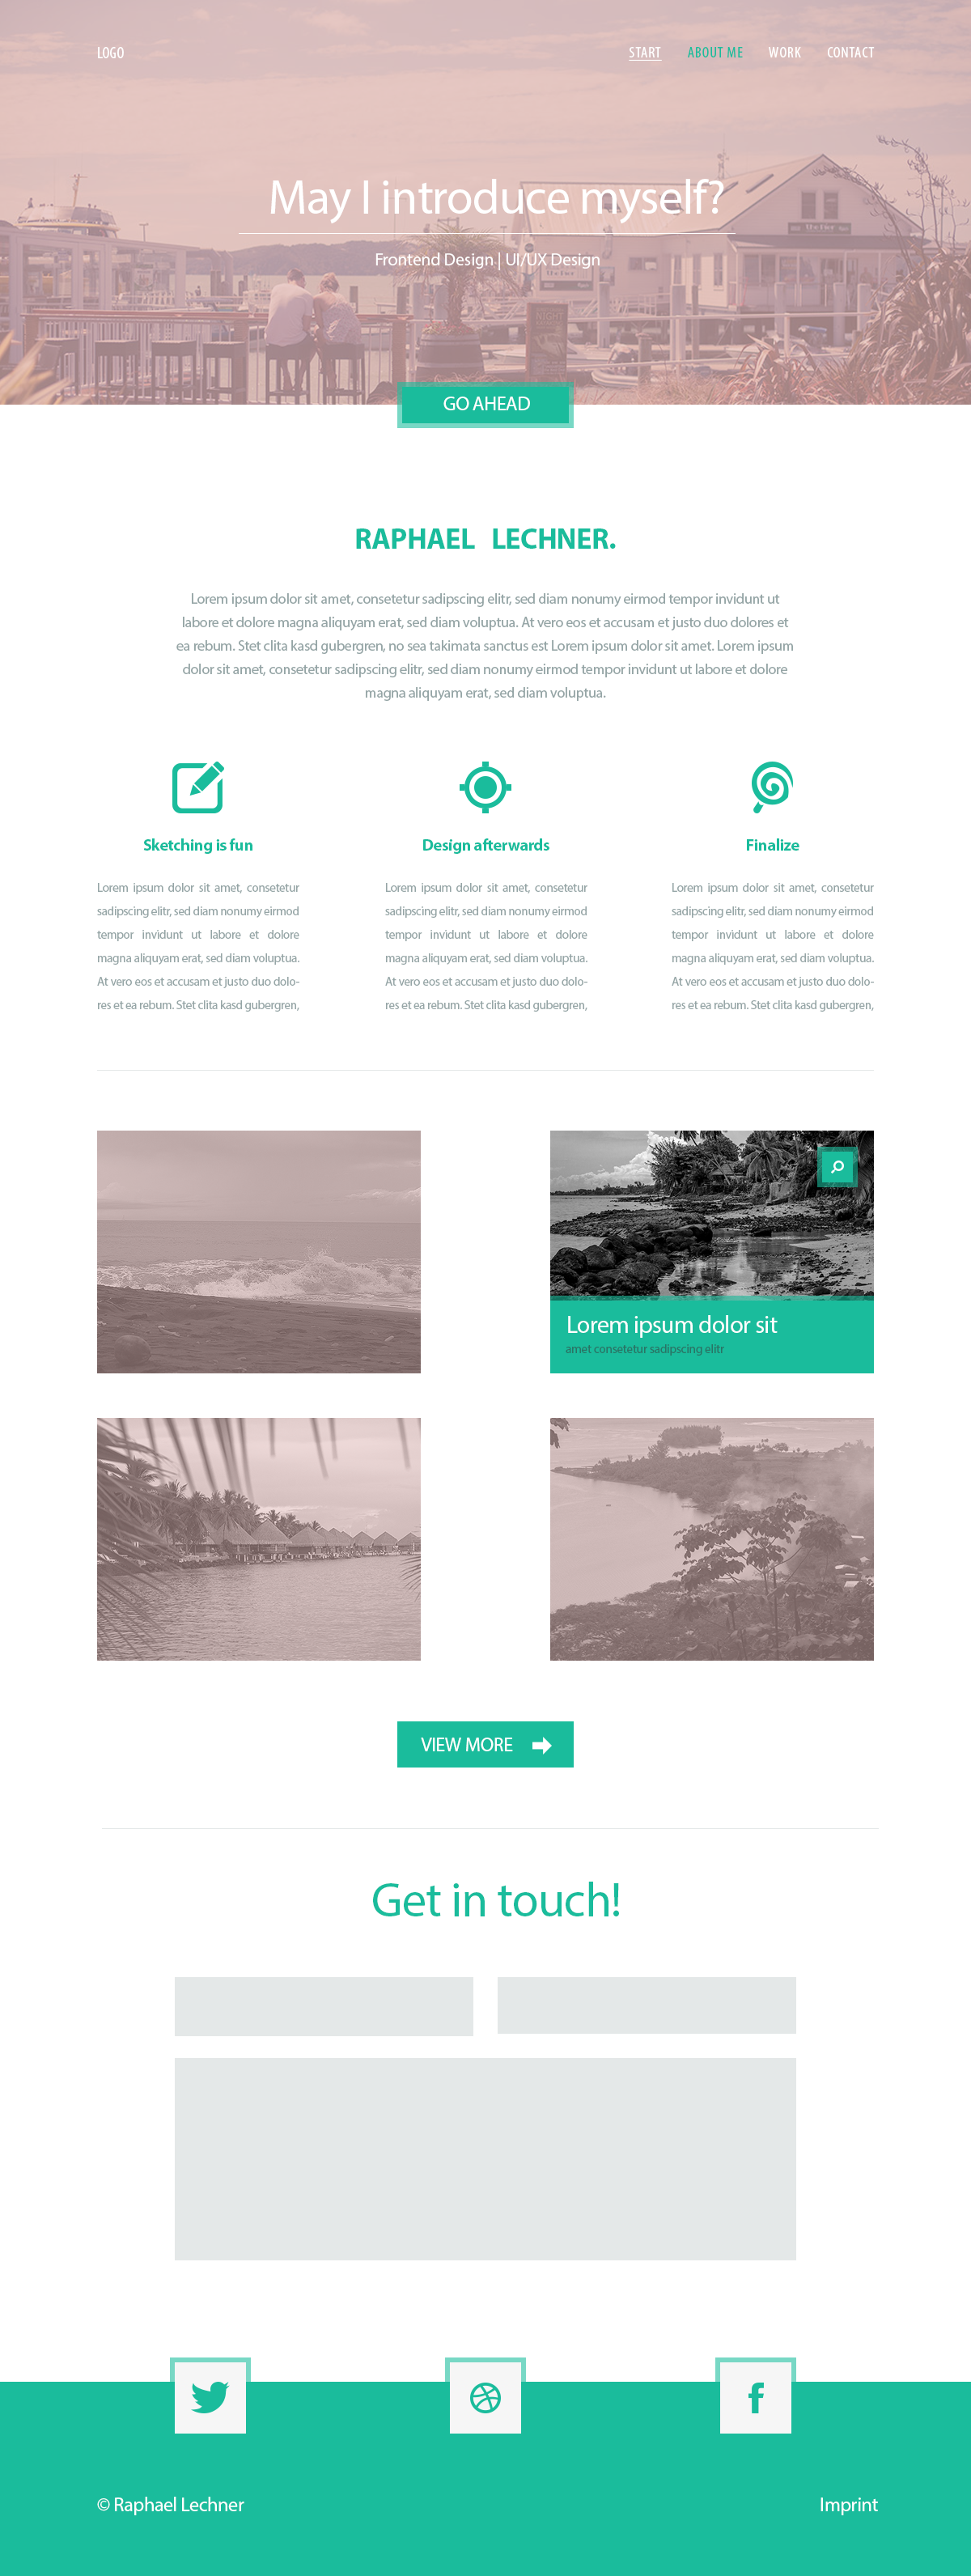 LOGO
START ABOUT ME WORK CONTACT
May I introduce myself?
Frontend Design | UI/UX Design
GO AHEAD
RAPHAEL LECHNER.
Lorem ipsum dolor sit amet, consetetur sadipscing elitr, sed diam nonumy eirmod tempor invidunt ut
labore et dolore magna aliquyam erat, sed diam voluptua. At vero eos et accusam et justo duo dolores et
ea rebum. Stet clita kasd gubergren, no sea takimata sanctus est Lorem ipsum dolor sit amet. Lorem ipsum
dolor sit amet, consetetur sadipscing elitr, sed diam nonumy eirmod tempor invidunt ut labore et dolore
magna aliquyam erat, sed diam voluptua.
Sketching is fun
Lorem ipsum dolor sit amet, consetetur
sadipscing elitr, sed diam nonumy eirmod
tempor invidunt ut labore et dolore
magna aliquyam erat, sed diam voluptua.
At vero eos et accusam et justo duo dolo-
res et ea rebum. Stet clita kasd gubergren,
Design afterwards
Lorem ipsum dolor sit amet, consetetur
sadipscing elitr, sed diam nonumy eirmod
tempor invidunt ut labore et dolore
magna aliquyam erat, sed diam voluptua.
At vero eos et accusam et justo duo dolo-
res et ea rebum. Stet clita kasd gubergren,
Finalize
Lorem ipsum dolor sit amet, consetetur
sadipscing elitr, sed diam nonumy eirmod
tempor invidunt ut labore et dolore
magna aliquyam erat, sed diam voluptua.
At vero eos et accusam et justo duo dolo-
res et ea rebum. Stet clita kasd gubergren,
Lorem ipsum dolor sit
amet consetetur sadipscing elitr
VIEW MORE
Get in touch!
© Raphael Lechner
Imprint